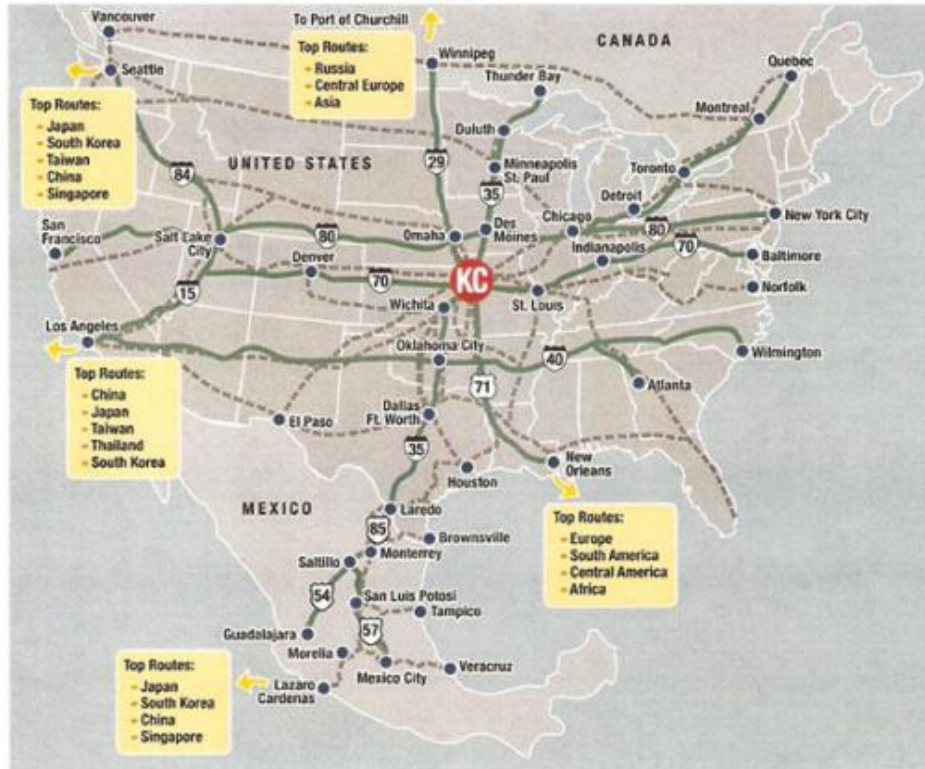 Vancouver
To Port of Churchill
CANADA
Seattle
Top Routes:
- Russia
- Central Europe
- Asia
Winnipeg
Thunder Bay
Quebec
Montreal
Top Routes:
- Japan
- South Korea
- Taiwan
- China
- Singapore
Duluth
UNITED STATES
84
29
Minneapolis
St. Paul
35
Toronto
Detroit
Chicago
80
New York City
San
Francisco
Salt Lake
City
80
Omaha
Des
Moines
Indianapolis
70
Baltimore
Denver
15
70
KC
St. Louis
Norfolk
Wichita
Los Angeles
Oklahoma City
40
Wilmington
Top Routes:
- China
- Japan
- Taiwan
- Thailand
- South Korea
71
Atlanta
El Paso
Dallas
Ft. Worth
35
New
Orleans
Houston
MEXICO
Laredo
Top Routes:
- Europe
- South America
- Central America
- Africa
85
Brownsville
Monterrey
Saltillo
54
San Luis Potosi
Tampico
57
Guadalajara
Morelia
Mexico City
Veracruz
Lazaro
Cardenas
Top Routes:
- Japan
- South Korea
- China
- Singapore